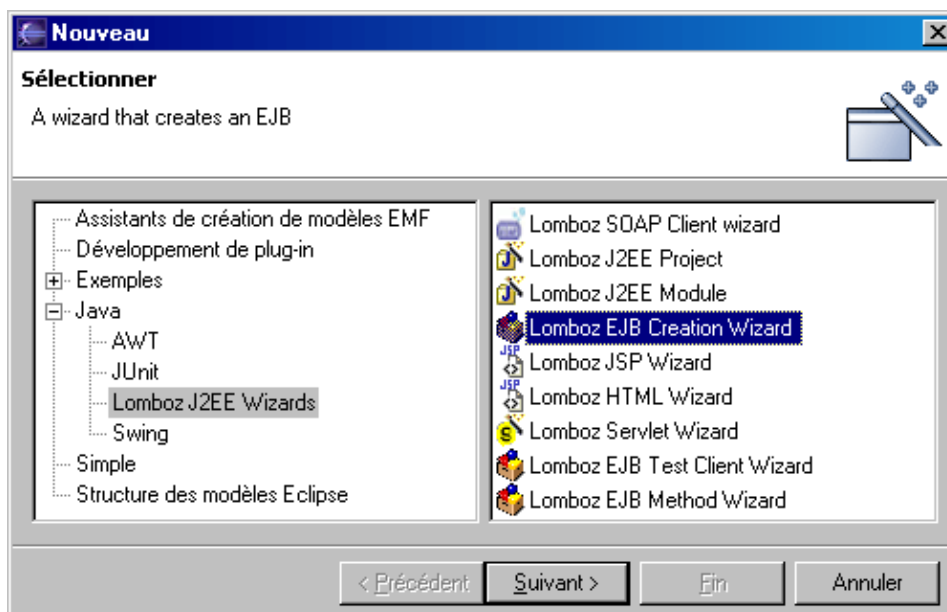 Nouveau
Sélectionner
A wizard that creates an EJB
Assistants de création de modèles EMF
Développement de plug-in
Exemples
Java
AWT
JUnit
Lomboz J2EE Wizards
Swing
Simple
Structure des modèles Eclipse
Lomboz SOAP Client wizard
Lomboz J2EE Project
Lomboz J2EE Module
Lomboz EJB Creation Wizard
JSP
Lomboz JSP Wizard
JSP
Lomboz HTML Wizard
Lomboz Servlet Wizard
Lomboz EJB Test Client Wizard
Lomboz EJB Method Wizard
< Précédent
Suivant >
Fin
Annuler